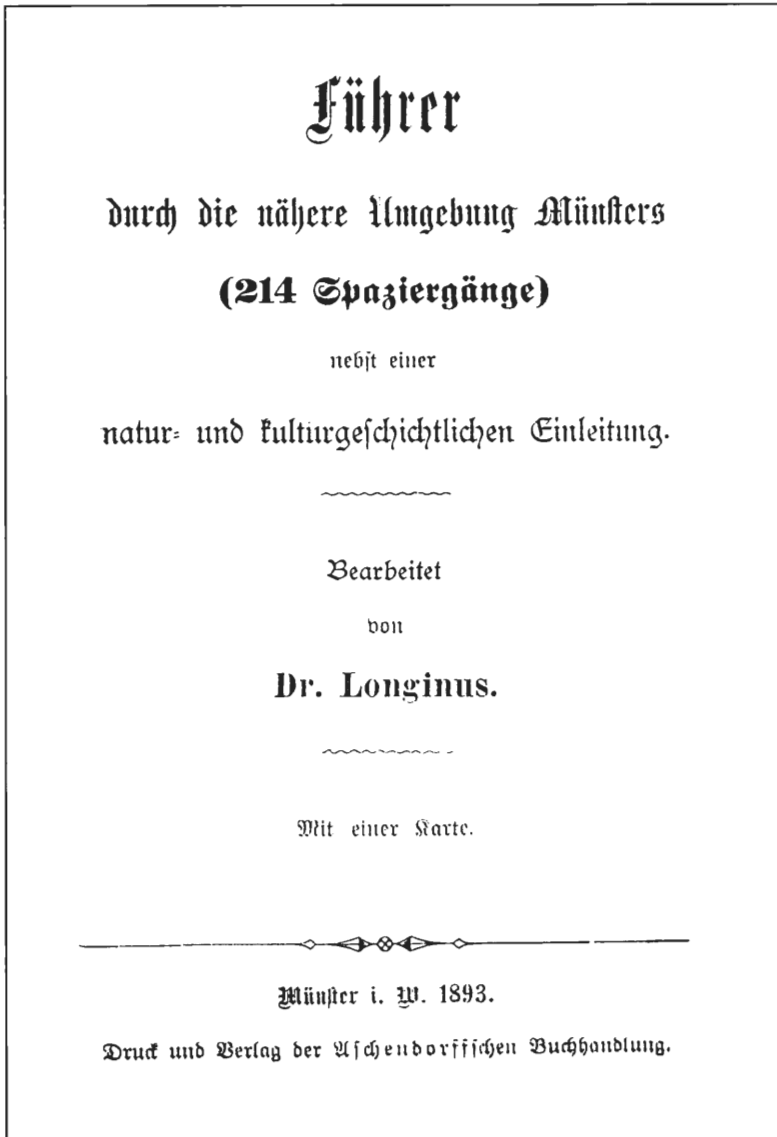 Führer
durch die nähere Umgebung Münsters
(214 Spaziergänge)
nebst einer
natur- und kulturgeschichtlichen Einleitung.
Bearbeitet
von
Dr. Longinus.
Mit einer Karte.
Münster i. W. 1893.
Druck und Verlag der Aschendorffschen Buchhandlung.